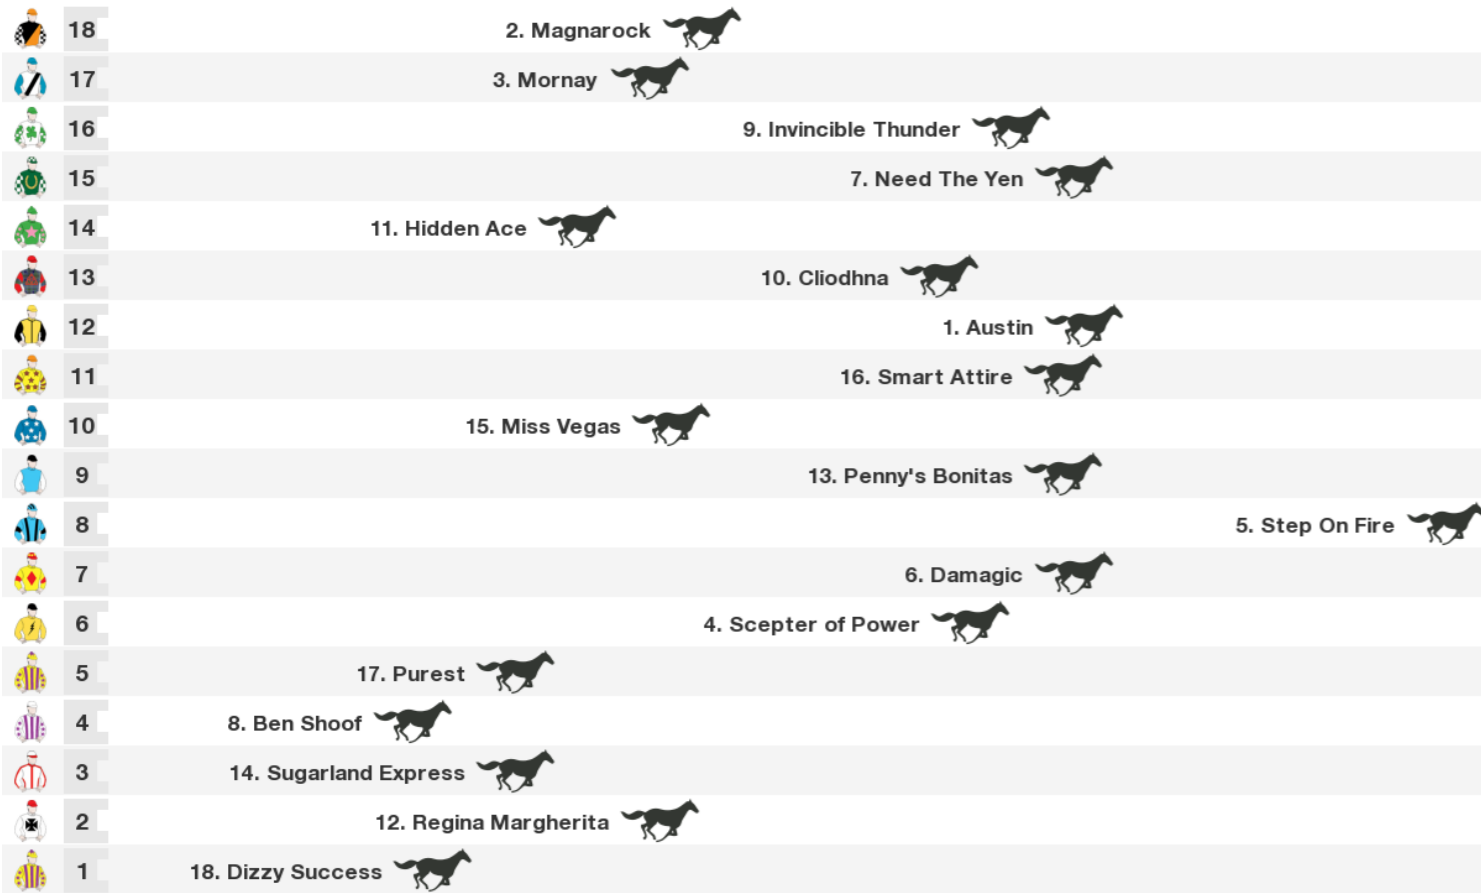 18 2. Magnarock
17 3. Mornay
16 9. Invincible Thunder
15 7. Need The Yen
14 11. Hidden Ace
13 10. Cliodhna
12 1. Austin
11 16. Smart Attire
10 15. Miss Vegas
9 13. Penny's Bonitas
8 5. Step On Fire
7 6. Damagic
6 4. Scepter of Power
5 17. Purest
4 8. Ben Shoof
3 14. Sugarland Express
2 12. Regina Margherita
1 18. Dizzy Success